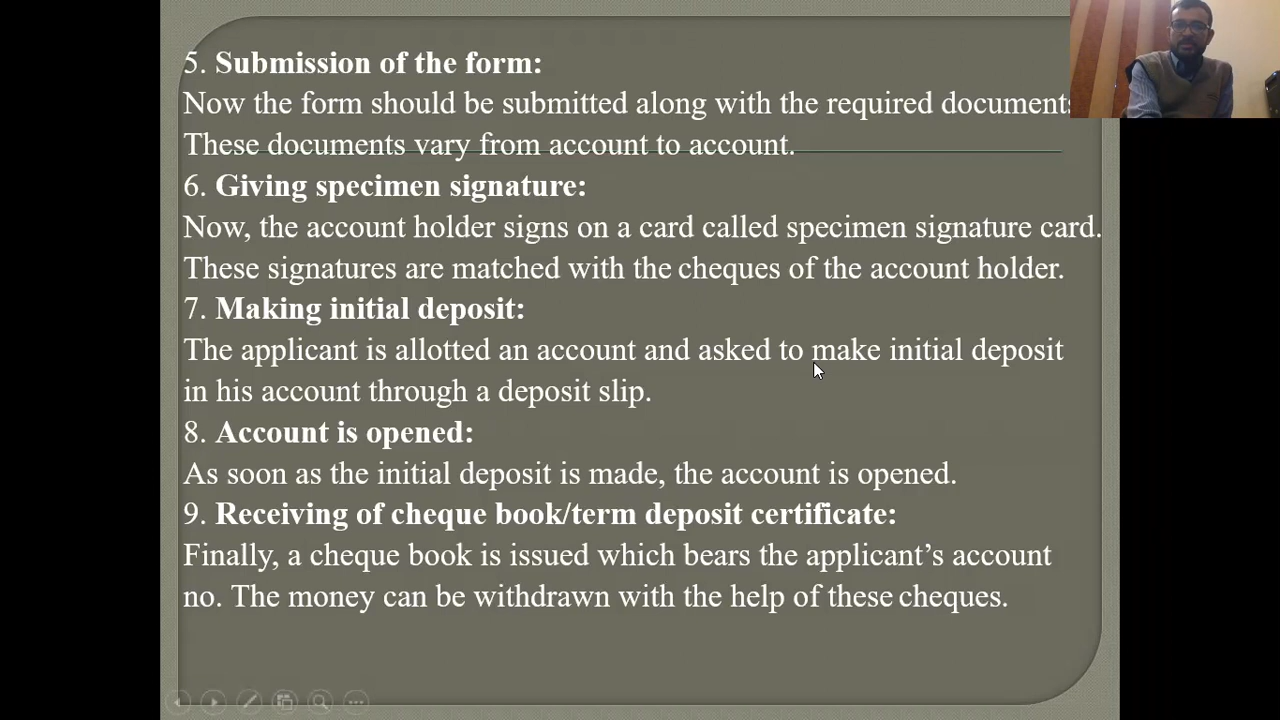 5. Submission of the form:
Now the form should be submitted along with the required documents
These documents vary from account to account.
6. Giving specimen signature:
Now, the account holder signs on a card called specimen signature card.
These signatures are matched with the cheques of the account holder.
7. Making initial deposit:
The applicant is allotted an account and asked to make initial deposit
in his account through a deposit slip.
8. Account is opened:
As soon as the initial deposit is made, the account is opened.
9. Receiving of cheque book/term deposit certificate:
Finally, a cheque book is issued which bears the applicant’s account
no. The money can be withdrawn with the help of these cheques.